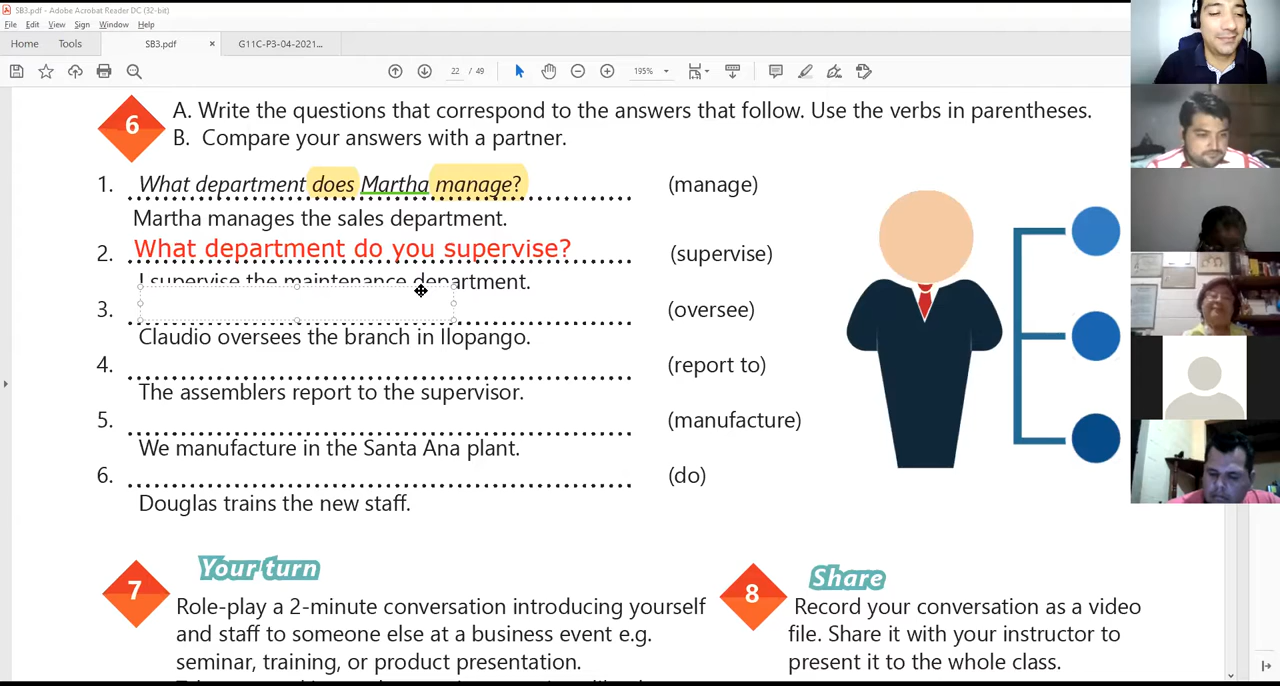 SB3.pdf - Adobe Acrobat Reader DC (32-bit)
File Edit View Sign Window Help
Home Tools SB3.pdf × G11C-P3-04-2021...
22 / 49 195%
6 A. Write the questions that correspond to the answers that follow. Use the verbs in parentheses.
B. Compare your answers with a partner.
1. What department does Martha manage? (manage)
Martha manages the sales department.
2. What department do you supervise? (supervise)
I supervise the maintenance department.
3. (oversee)
Claudio oversees the branch in Ilopango.
4. (report to)
The assemblers report to the supervisor.
5. (manufacture)
We manufacture in the Santa Ana plant.
6. (do)
Douglas trains the new staff.
7 Your turn
Role-play a 2-minute conversation introducing yourself
and staff to someone else at a business event e.g.
seminar, training, or product presentation.
8 Share
Record your conversation as a video
file. Share it with your instructor to
present it to the whole class.